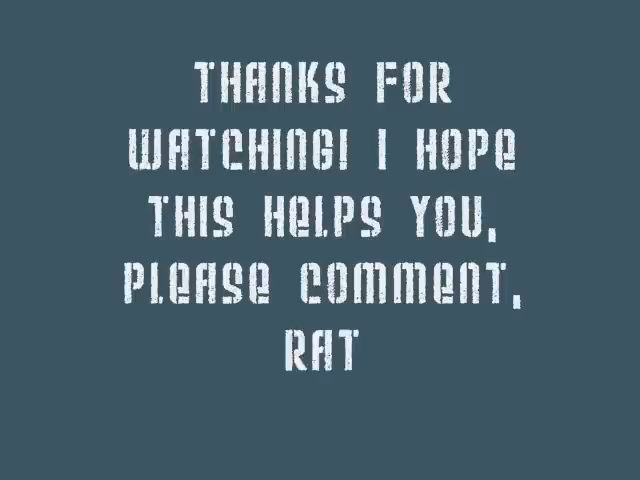 THANKS FOR
WATCHING! I HOPE
THIS HELPS YOU,
PLEASE COMMENT,
RAT